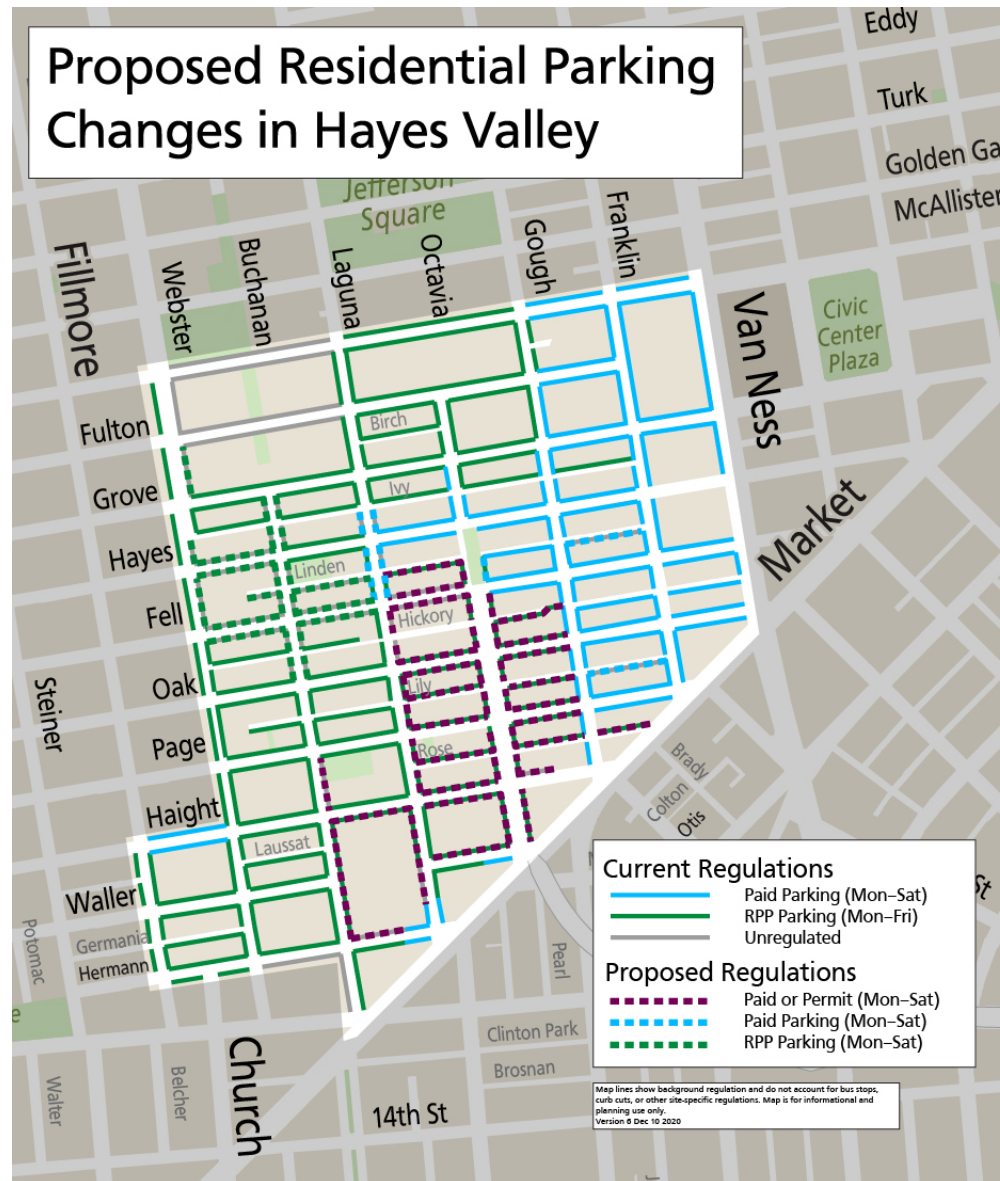 Proposed Residential Parking
Changes in Hayes Valley
Eddy
Turk
Golden Ga
McAllister
Jefferson
Square
Fillmore
Webster
Buchanan
Laguna
Octavia
Gough
Franklin
Van Ness
Civic
Center
Plaza
Market
Fulton
Birch
Grove
Ivy
Hayes
Linden
Fell
Hickory
Steiner
Oak
Lily
Page
Rose
Haight
Brady
Colton
Otis
Laussat
Waller
Potomac
Germania
Hermann
Pearl
St
e
Church
Walter
Belcher
14th St
Clinton Park
Brosnan
Current Regulations
Paid Parking (Mon–Sat)
RPP Parking (Mon–Fri)
Unregulated
Proposed Regulations
Paid or Permit (Mon–Sat)
Paid Parking (Mon–Sat)
RPP Parking (Mon–Sat)
Map lines show background regulation and do not account for bus stops,
curb cuts, or other site-specific regulations. Map is for informational and
planning use only.
Version 6 Dec 10 2020